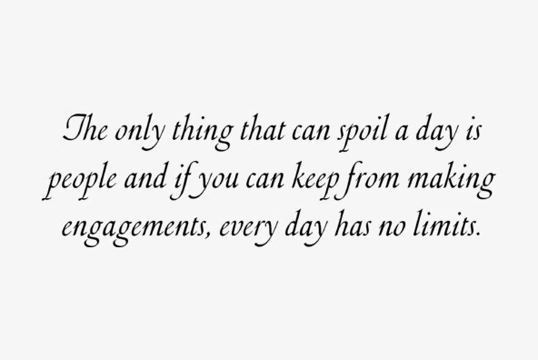 The only thing that can spoil a day is
people and if you can keep from making
engagements, every day has no limits.